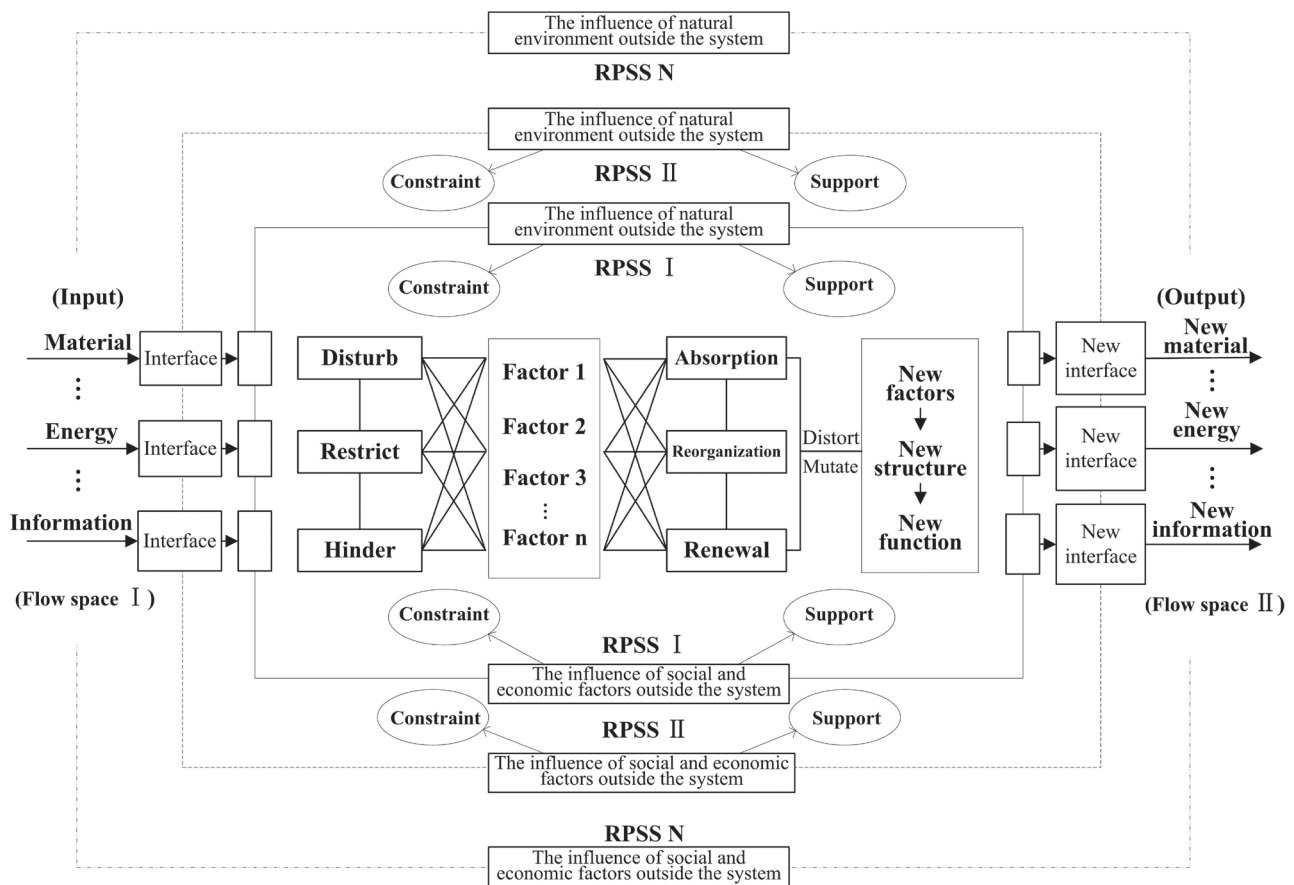 The influence of natural
environment outside the system
RPSS N
The influence of natural
environment outside the system
Constraint
RPSS Ⅱ
Support
The influence of natural
environment outside the system
Constraint
RPSS Ⅰ
Support
(Input)
Material
⋮
Energy
⋮
Information
(Flow space Ⅰ)
Interface
Interface
Interface
Disturb
Restrict
Hinder
Factor 1
Factor 2
Factor 3
⋮
Factor n
Absorption
Reorganization
Renewal
Distort
Mutate
New
factors
New
structure
New
function
New
interface
New
interface
New
interface
(Output)
New
material
⋮
New
energy
⋮
New
information
(Flow space Ⅱ)
Constraint
RPSS Ⅰ
Support
The influence of social and
economic factors outside the system
Constraint
RPSS Ⅱ
Support
The influence of social and economic
factors outside the system
RPSS N
The influence of social and
economic factors outside the system